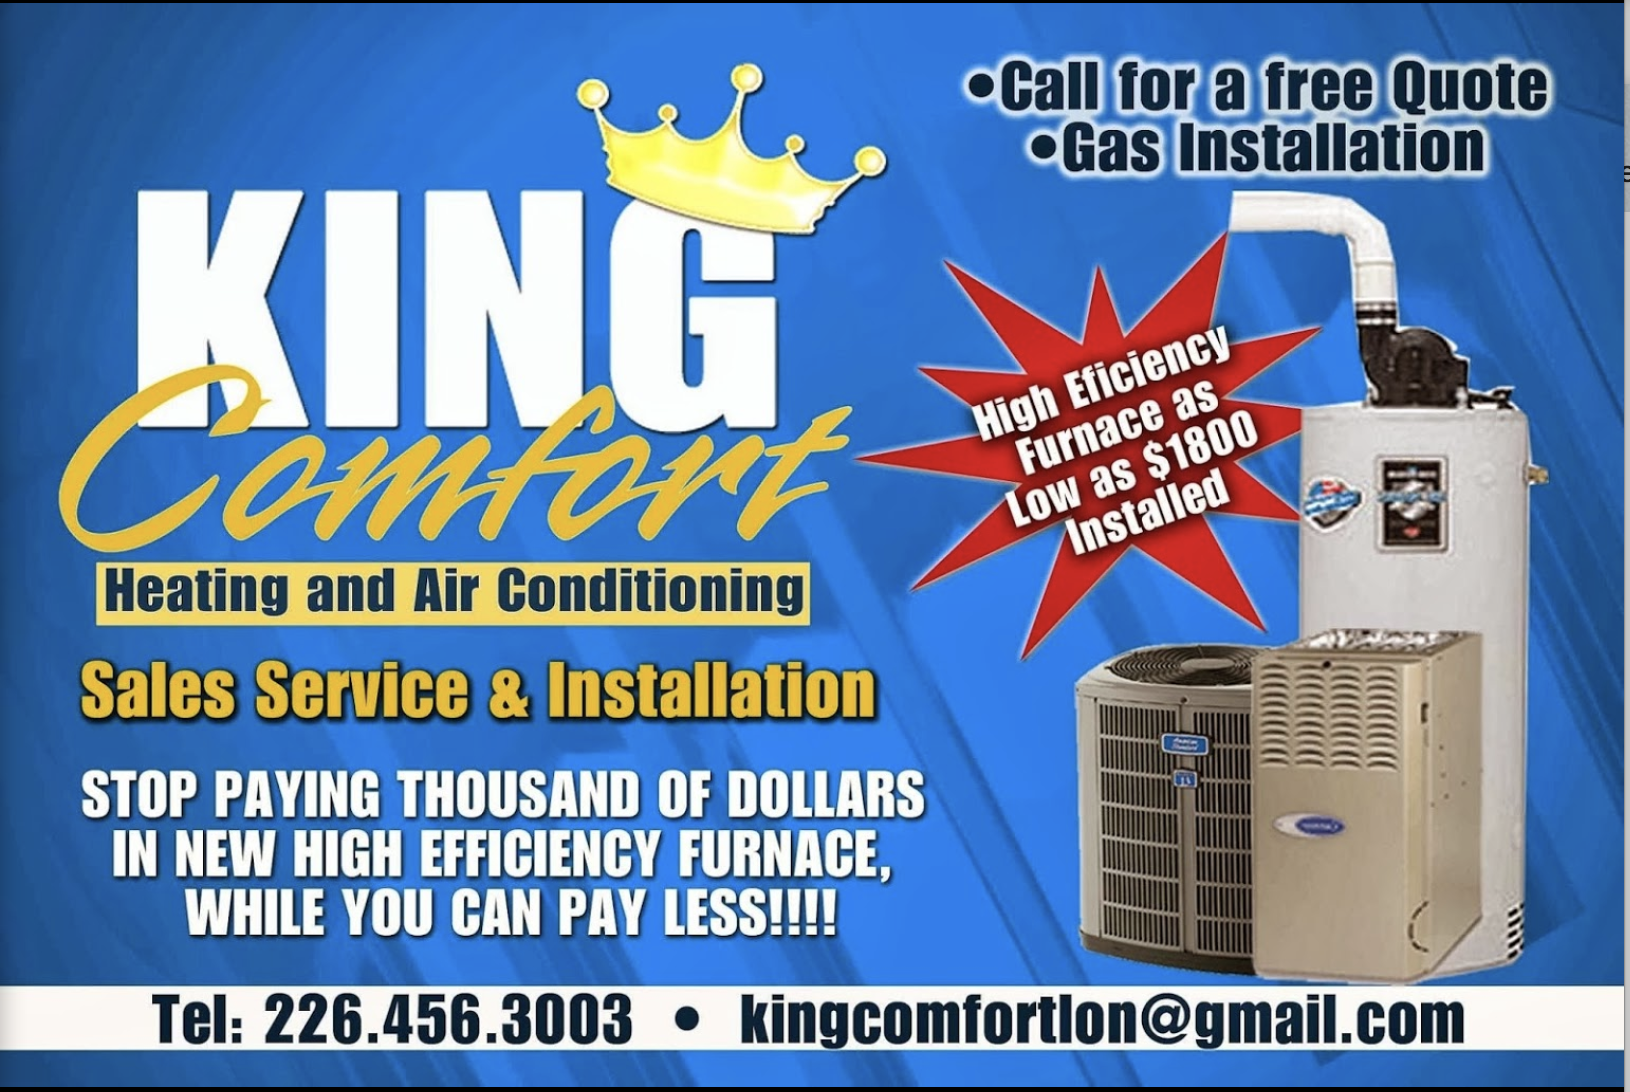 •Call for a free Quote
•Gas Installation
KING
Comfort
Heating and Air Conditioning
High Eficiency
Furnace as
Low as $1800
Installed
Sales Service & Installation
STOP PAYING THOUSAND OF DOLLARS
IN NEW HIGH EFFICIENCY FURNACE,
WHILE YOU CAN PAY LESS!!!!
Tel: 226.456.3003 • kingcomfortlon@gmail.com